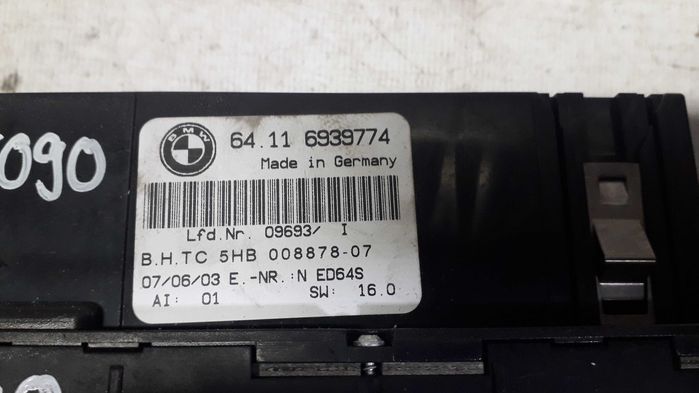 BMW
64.11 6939774
Made in Germany
Lfd.Nr. 09693/ I
B.H.TC 5HB 008878-07
07/06/03 E.-NR.:N ED64S
AI: 01 SW: 16.0
090